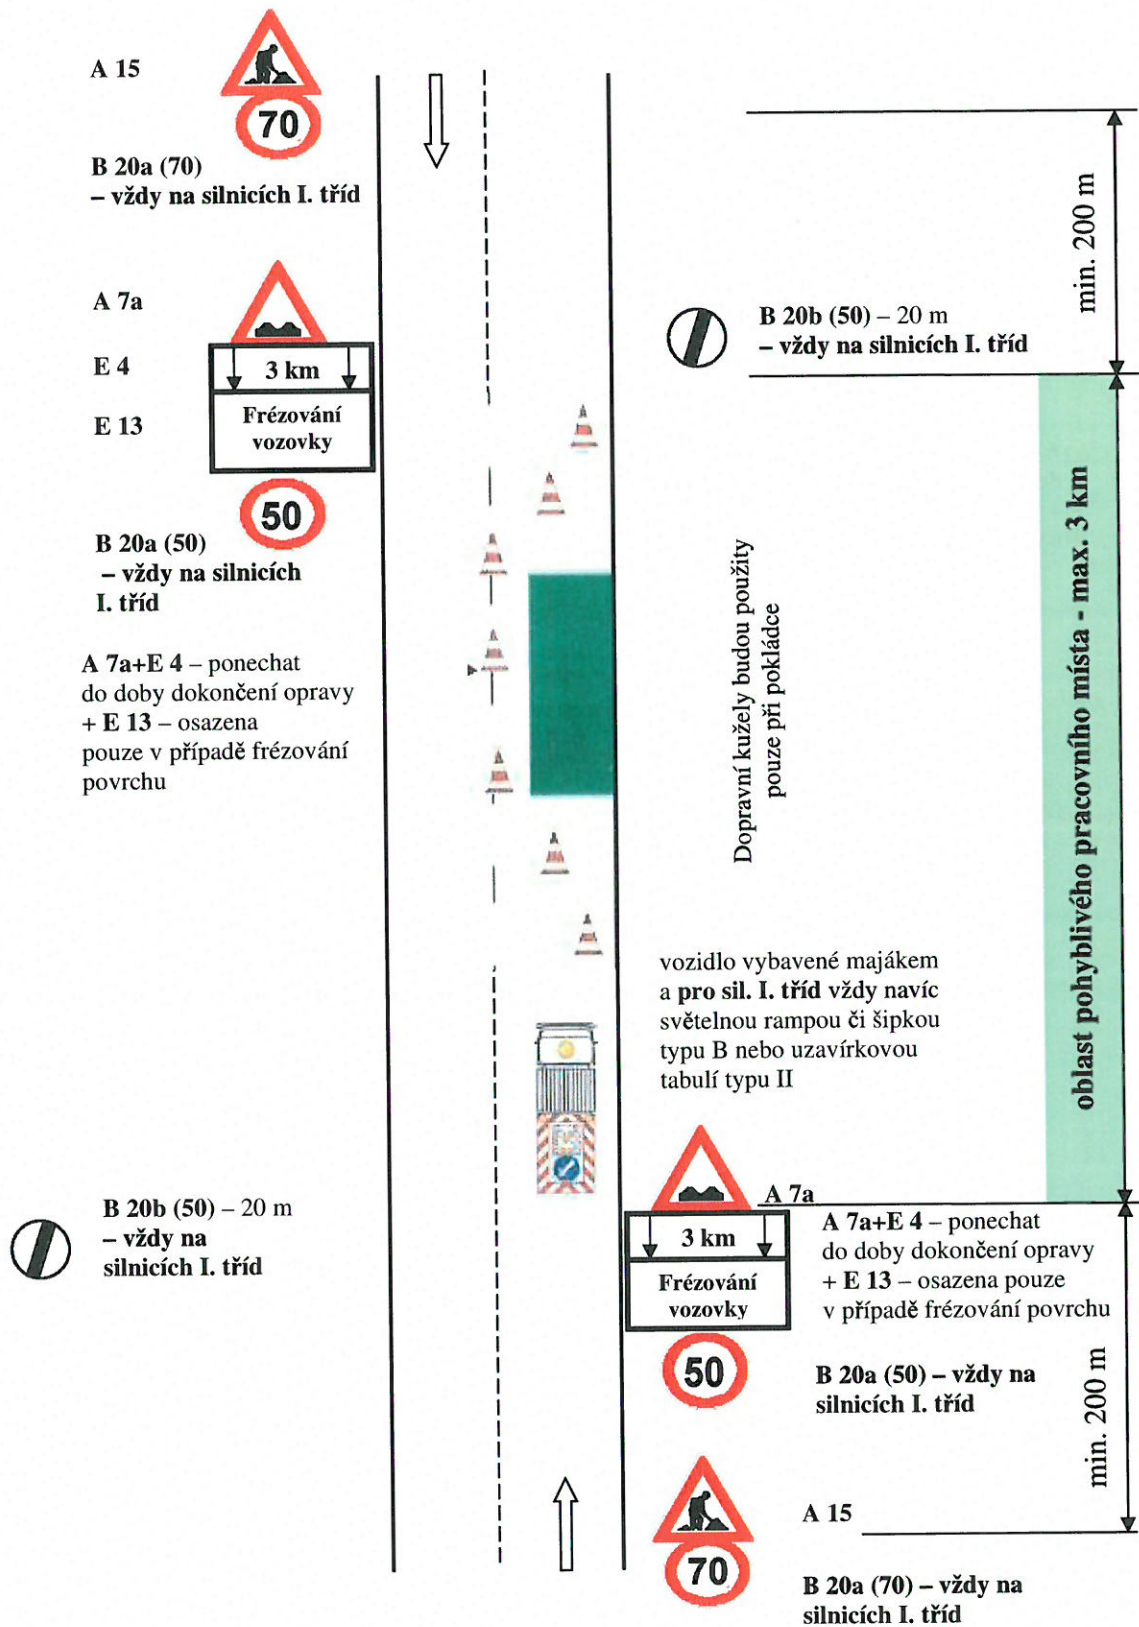 A 15
70
B 20a (70)
– vždy na silnicích I. tříd
A 7a
E 4
3 km
E 13
Frézování
vozovky
50
B 20a (50)
– vždy na silnicích
I. tříd
A 7a+E 4 – ponechat
do doby dokončení opravy
+ E 13 – osazena
pouze v případě frézování
povrchu
min. 200 m
B 20b (50) – 20 m
– vždy na silnicích I. tříd
Dopravní kužely budou použity
pouze při pokládce
oblast pohyblivého pracovního místa - max. 3 km
vozidlo vybavené majákem
a pro sil. I. tříd vždy navíc
světelnou rampou či šipkou
typu B nebo uzavírkovou
tabulí typu II
B 20b (50) – 20 m
– vždy na
silnicích I. tříd
A 7a
3 km
Frézování
vozovky
A 7a+E 4 – ponechat
do doby dokončení opravy
+ E 13 – osazena pouze
v případě frézování povrchu
50
B 20a (50) – vždy na
silnicích I. tříd
min. 200 m
A 15
70
B 20a (70) – vždy na
silnicích I. tříd